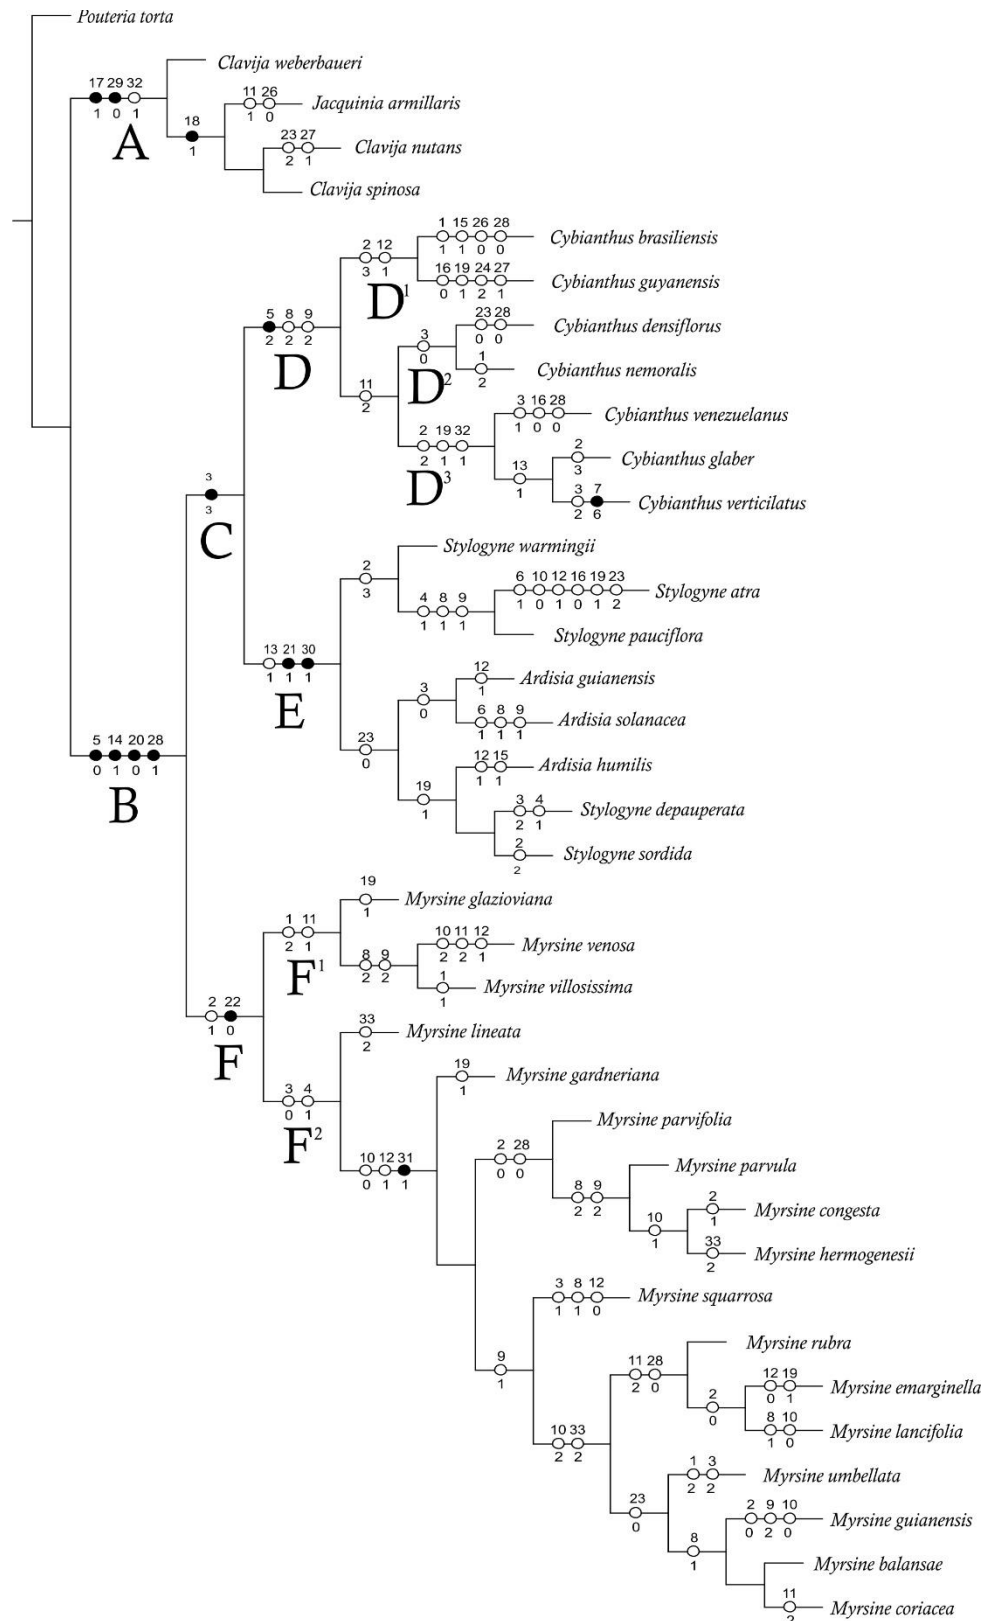 Pouteria torta
Clavija weberbaueri
17 29 32
1 0 1
A
11 26
1 0
Jacquinia armillaris
18
1
23 27
2 1
Clavija nutans
Clavija spinosa
1 15 26 28
1 1 0 0
Cybianthus brasiliensis
2 12
3 1
D1
16 19 24 27
0 1 2 1
Cybianthus guyanensis
5 8 9
2 2 2
D
23 28
0 0
Cybianthus densiflorus
3
0
D2
1
2
Cybianthus nemoralis
11
2
3 16 28
1 0 0
Cybianthus venezuelanus
2 19 32
2 1 1
D3
2
3
Cybianthus glaber
13
1
3 7
2 6
Cybianthus verticilatus
3
3
C
Stylogyne warmingii
2
3
6 10 12 16 19 23
1 0 1 0 1 2
Stylogyne atra
4 8 9
1 1 1
Stylogyne pauciflora
13 21 30
1 1 1
E
12
1
Ardisia guianensis
3
0
6 8 9
1 1 1
Ardisia solanacea
23
0
12 15
1 1
Ardisia humilis
19
1
3 4
2 1
Stylogyne depauperata
2
2
Stylogyne sordida
5 14 20 28
0 1 0 1
B
19
1
Myrsine glazioviana
1 11
2 1
F1
10 11 12
2 2 1
Myrsine venosa
8 9
2 2
1
1
Myrsine villosissima
2 22
1 0
F
33
2
Myrsine lineata
3 4
0 1
F2
19
1
Myrsine gardneriana
10 12 31
0 1 1
Myrsine parvifolia
2 28
0 0
Myrsine parvula
8 9
2 2
2
1
Myrsine congesta
10
1
33
2
Myrsine hermogenesii
3 8 12
1 1 0
Myrsine squarrosa
9
1
Myrsine rubra
11 28
2 0
12 19
0 1
Myrsine emarginella
2
0
8 10
1 0
Myrsine lancifolia
10 33
2 2
1 3
2 2
Myrsine umbellata
23
0
2 9 10
0 2 0
Myrsine guianensis
8
1
Myrsine balansae
11
Myrsine coriacea